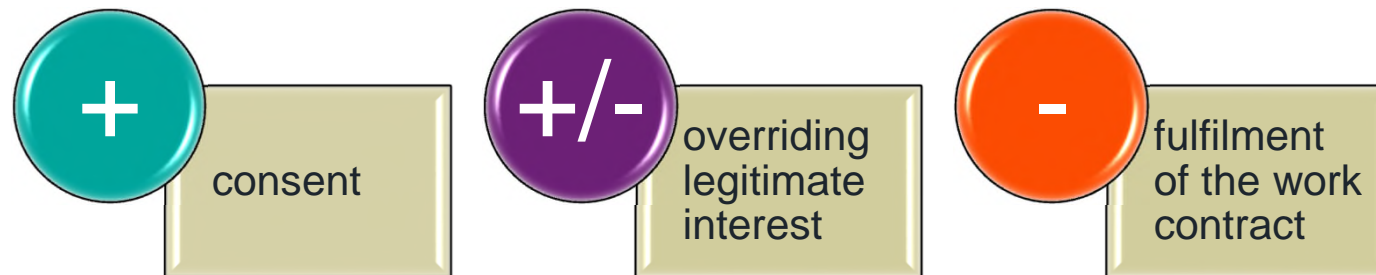 +
consent
+/-
overriding
legitimate
interest
-
fulfilment
of the work
contract